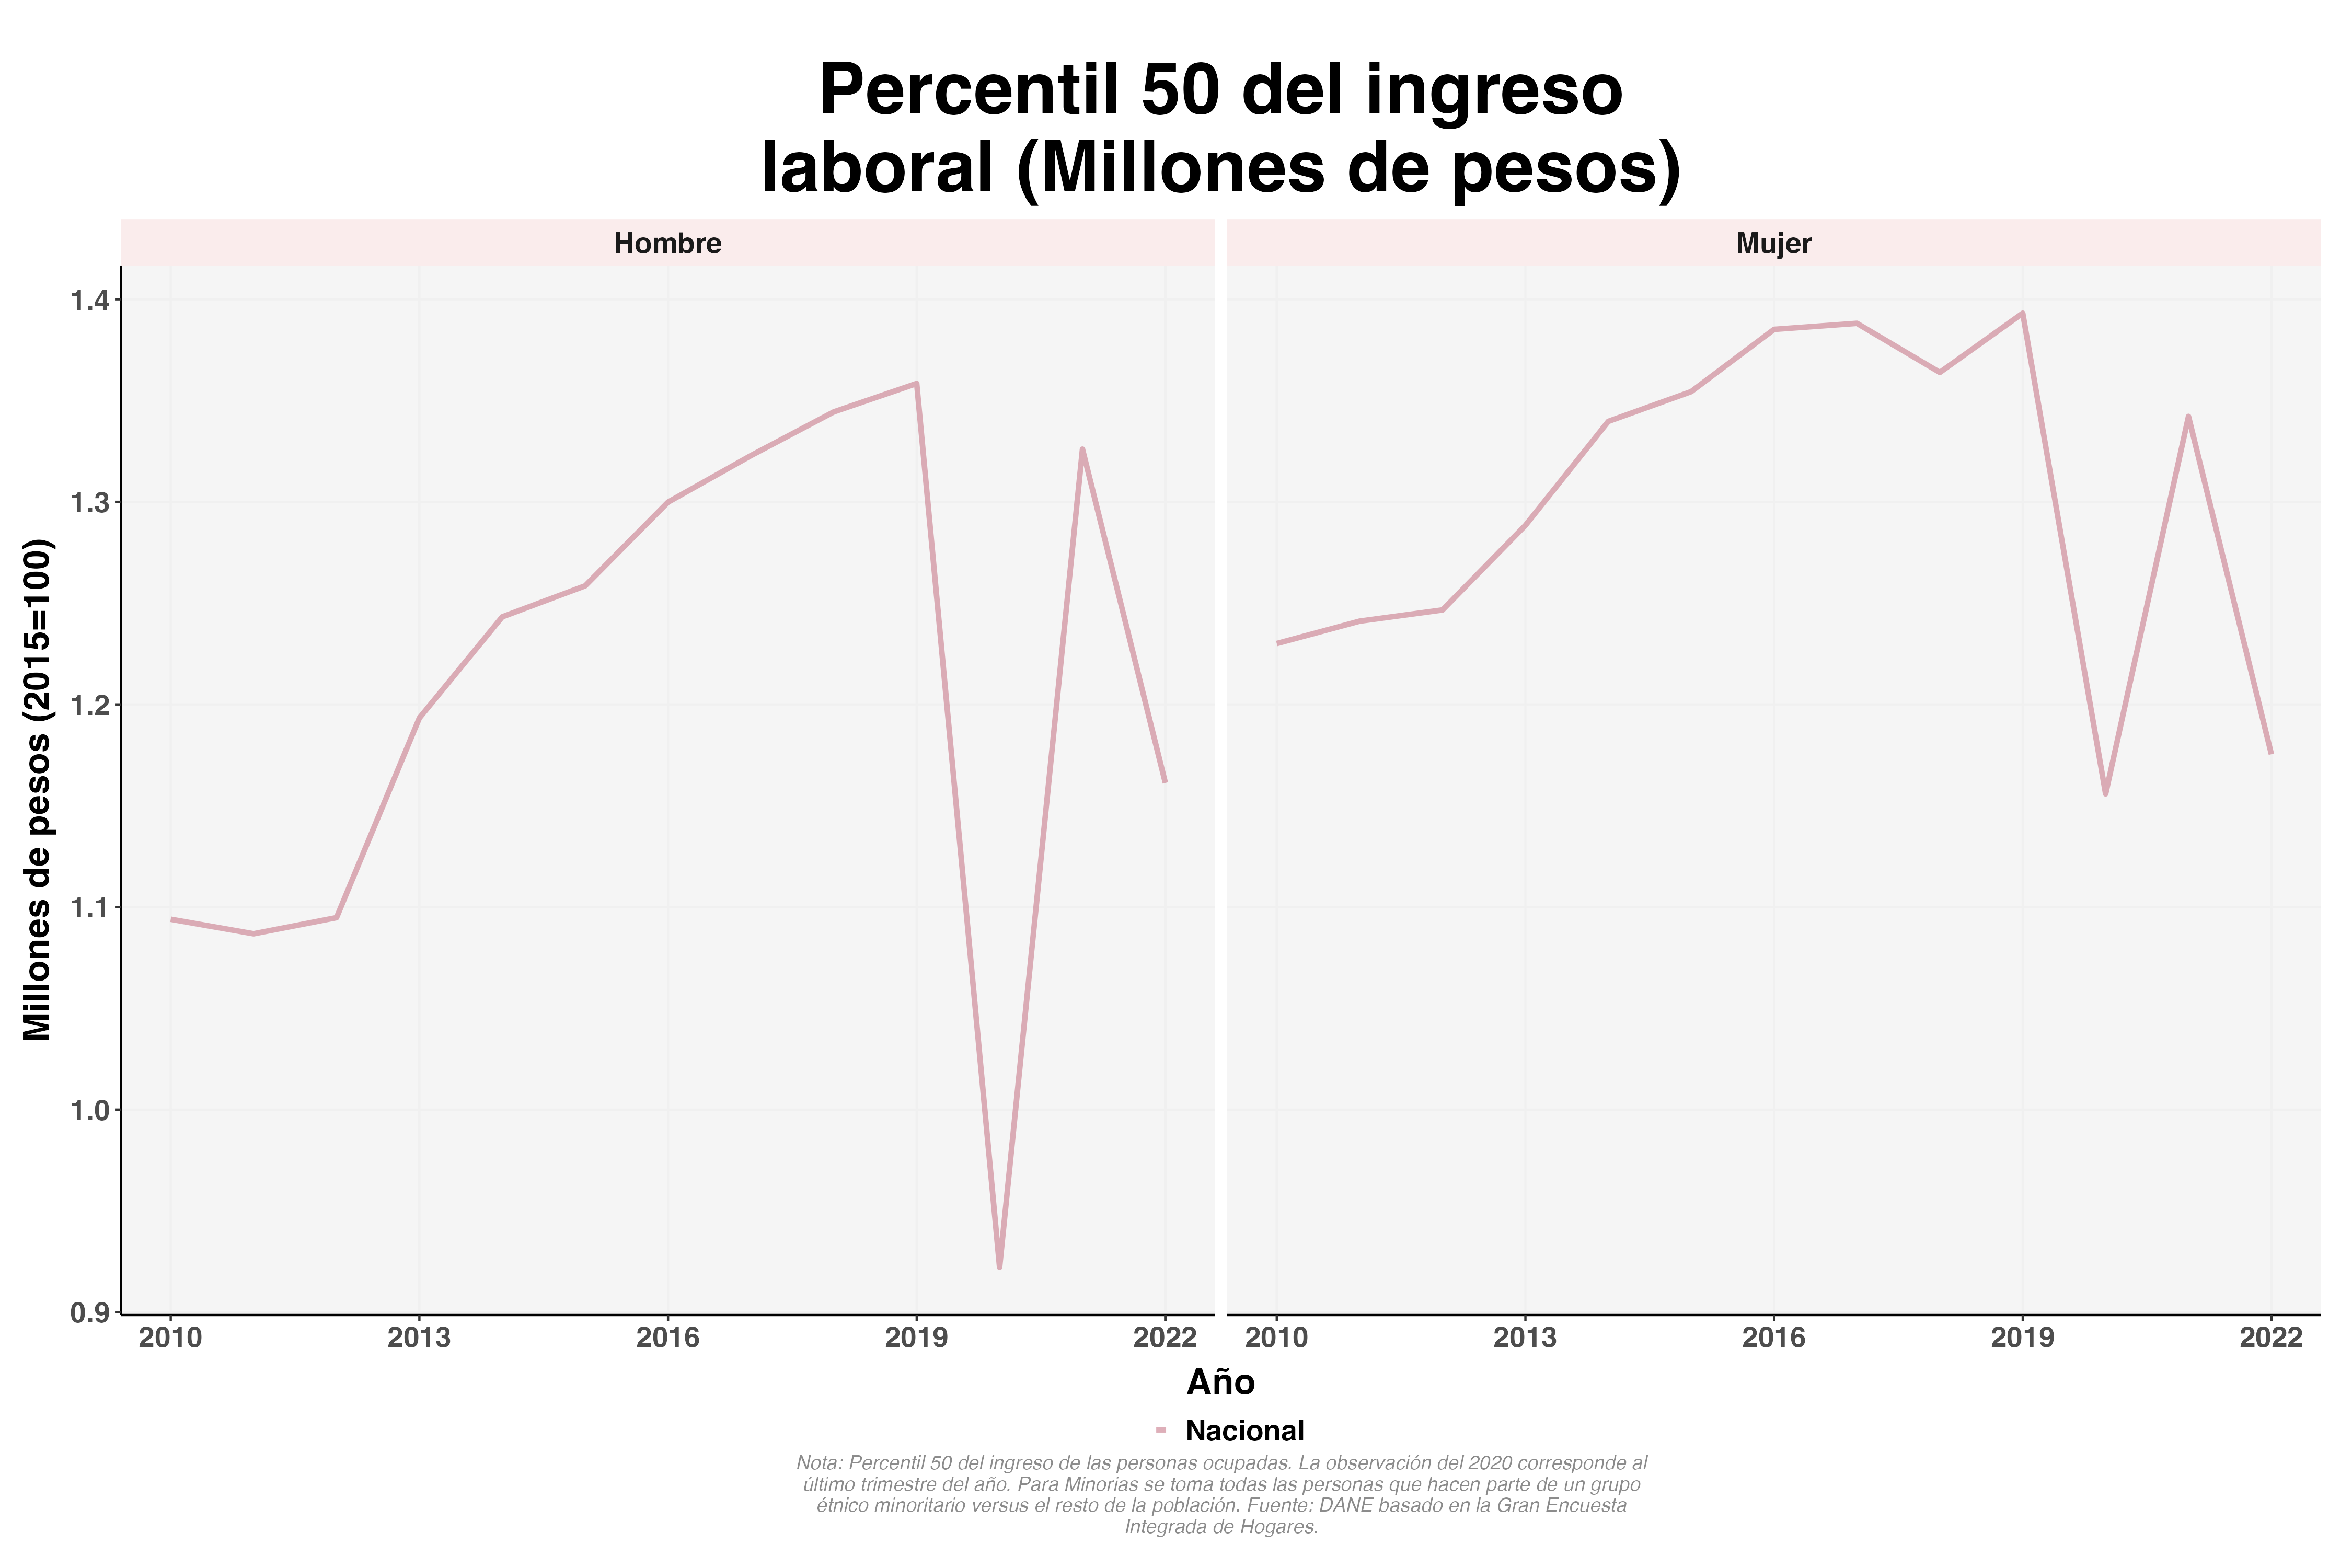 Percentil 50 del ingreso
laboral (Millones de pesos)
Hombre
Mujer
Millones de pesos (2015=100)
1.4
1.3
1.2
1.1
1.0
0.9
2010 2013 2016 2019 2022 2010 2013 2016 2019 2022
Año
Nacional
Nota: Percentil 50 del ingreso de las personas ocupadas. La observación del 2020 corresponde al
último trimestre del año. Para Minorias se toma todas las personas que hacen parte de un grupo
étnico minoritario versus el resto de la población. Fuente: DANE basado en la Gran Encuesta
Integrada de Hogares.